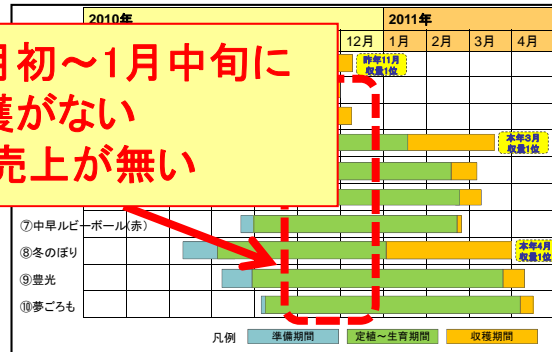 2010年
2011年
12月 1月 2月 3月 4月
月初～1月中旬に
穫がない
売上が無い
昨年11月
収量1位
本年3月
収量1位
⑦中早ルビーボール(赤)
⑧冬のぼり
本年4月
収量1位
⑨豊光
⑩夢ごろも
凡例 準備期間 定植～生育期間 収穫期間